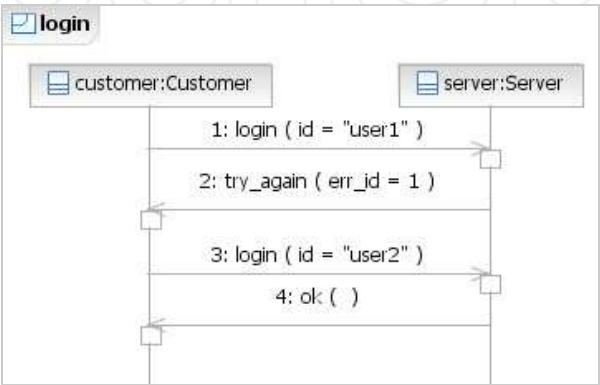 login
customer:Customer
server:Server
1: login ( id = "user1" )
2: try_again ( err_id = 1 )
3: login ( id = "user2" )
4: ok ( )